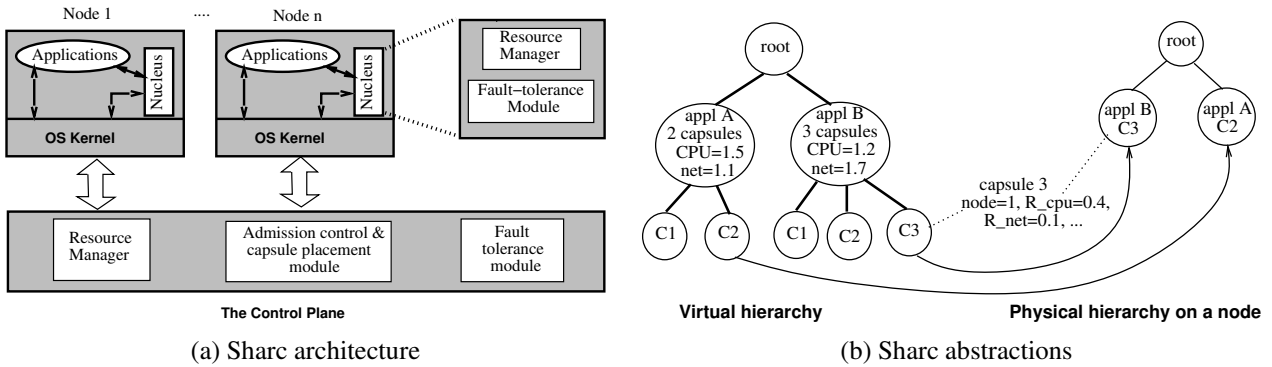 Node 1
....
Node n
Applications
Nucleus
OS Kernel
Applications
Nucleus
OS Kernel
Resource
Manager
Fault−tolerance
Module
Resource
Manager
Admission control &
capsule placement
module
Fault
tolerance
module
The Control Plane
(a) Sharc architecture
root
appl A
2 capsules
CPU=1.5
net=1.1
appl B
3 capsules
CPU=1.2
net=1.7
C1
C2
C1
C2
C3
root
appl B
C3
appl A
C2
capsule 3
node=1, R_cpu=0.4,
R_net=0.1, ...
Virtual hierarchy
Physical hierarchy on a node
(b) Sharc abstractions